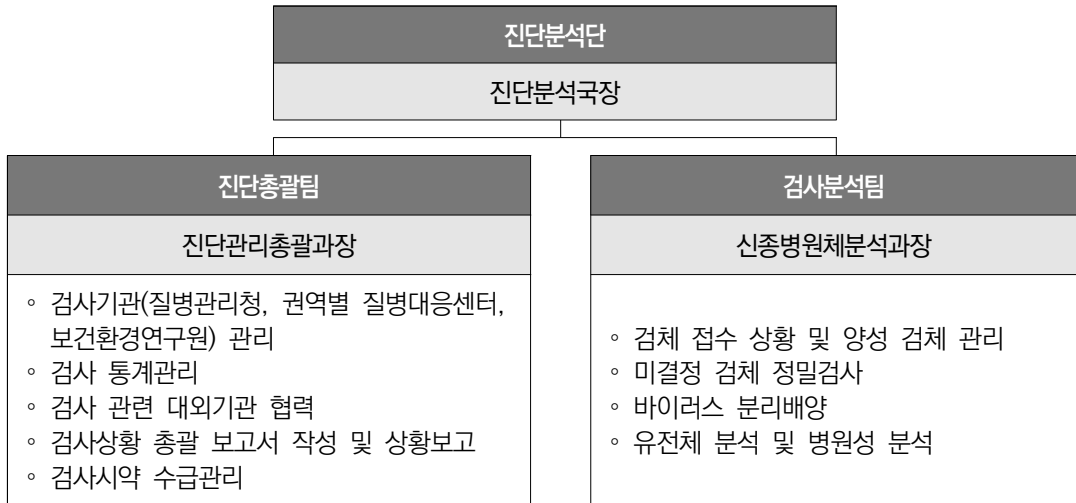 진단분석단
진단분석국장
진단총괄팀
진단관리총괄과장
◦ 검사기관(질병관리청, 권역별 질병대응센터,
보건환경연구원) 관리
◦ 검사 통계관리
◦ 검사 관련 대외기관 협력
◦ 검사상황 총괄 보고서 작성 및 상황보고
◦ 검사시약 수급관리
검사분석팀
신종병원체분석과장
◦ 검체 접수 상황 및 양성 검체 관리
◦ 미결정 검체 정밀검사
◦ 바이러스 분리배양
◦ 유전체 분석 및 병원성 분석